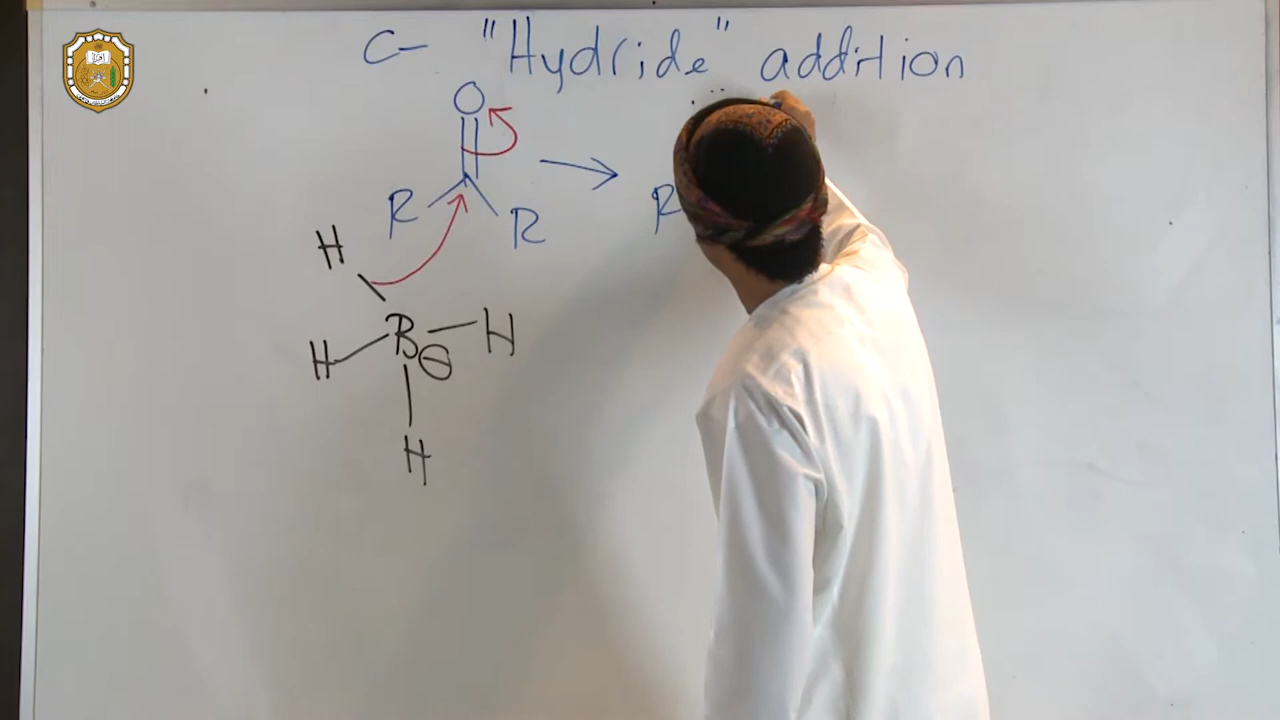 C- "Hydride" addition
O
R R R
H
H B ⊖ H
H